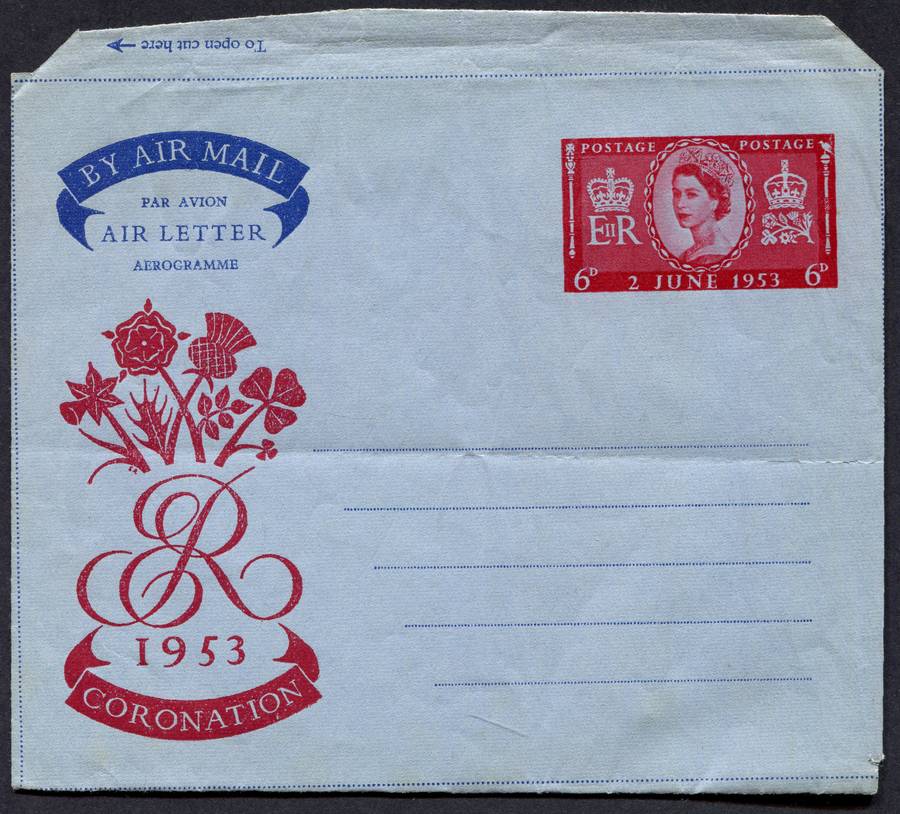 To open cut here
BY AIR MAIL
PAR AVION
AIR LETTER
AEROGRAMME
POSTAGE POSTAGE
EIIR
6D 2 JUNE 1953 6D
ER
1953
CORONATION